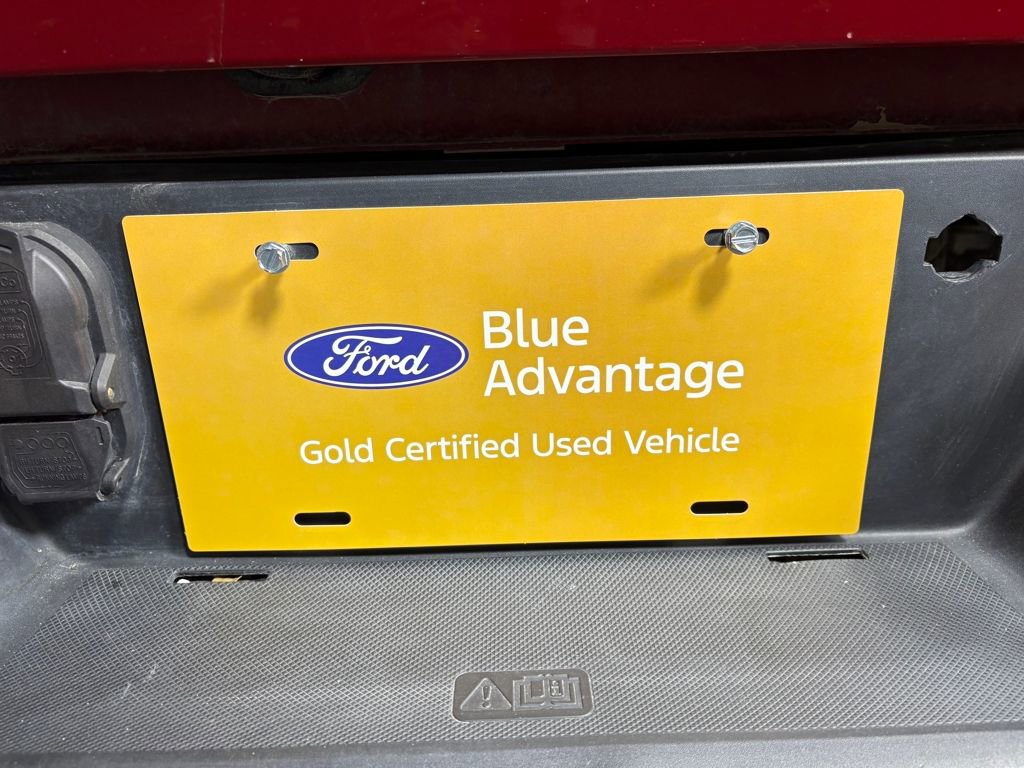 Ford
Blue
Advantage
Gold Certified Used Vehicle